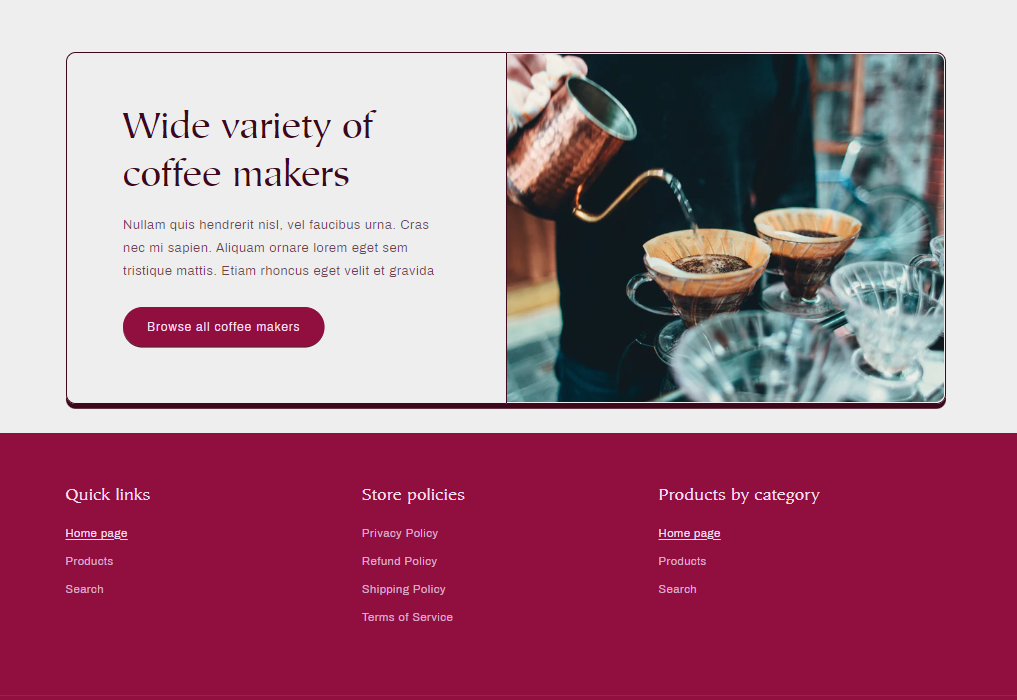 Wide variety of
coffee makers
Nullam quis hendrerit nisl, vel faucibus urna. Cras
nec mi sapien. Aliquam ornare lorem eget sem
tristique mattis. Etiam rhoncus eget velit et gravida
Browse all coffee makers
Quick links
Home page
Products
Search
Store policies
Privacy Policy
Refund Policy
Shipping Policy
Terms of Service
Products by category
Home page
Products
Search